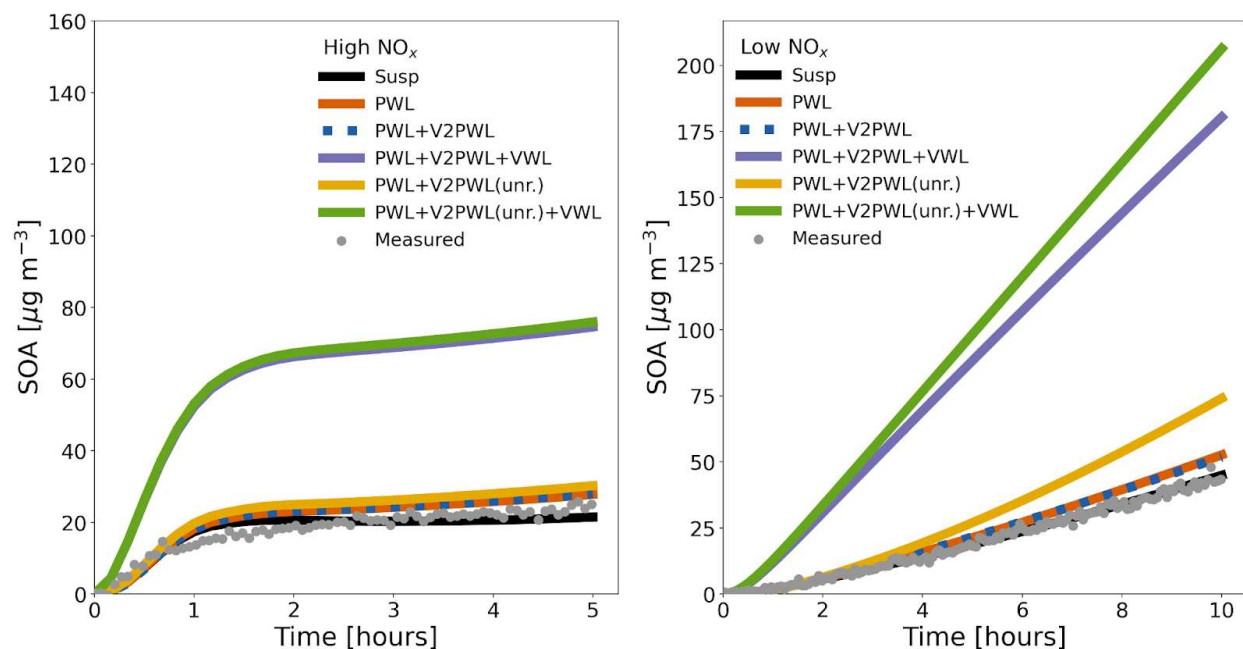 160
140
120
100
80
60
40
20
0
SOA [μg m⁻³]
High NOₓ
Susp
PWL
PWL+V2PWL
PWL+V2PWL+VWL
PWL+V2PWL(unr.)
PWL+V2PWL(unr.)+VWL
Measured
0 1 2 3 4 5
Time [hours]
200
175
150
125
100
75
50
25
0
SOA [μg m⁻³]
Low NOₓ
Susp
PWL
PWL+V2PWL
PWL+V2PWL+VWL
PWL+V2PWL(unr.)
PWL+V2PWL(unr.)+VWL
Measured
0 2 4 6 8 10
Time [hours]